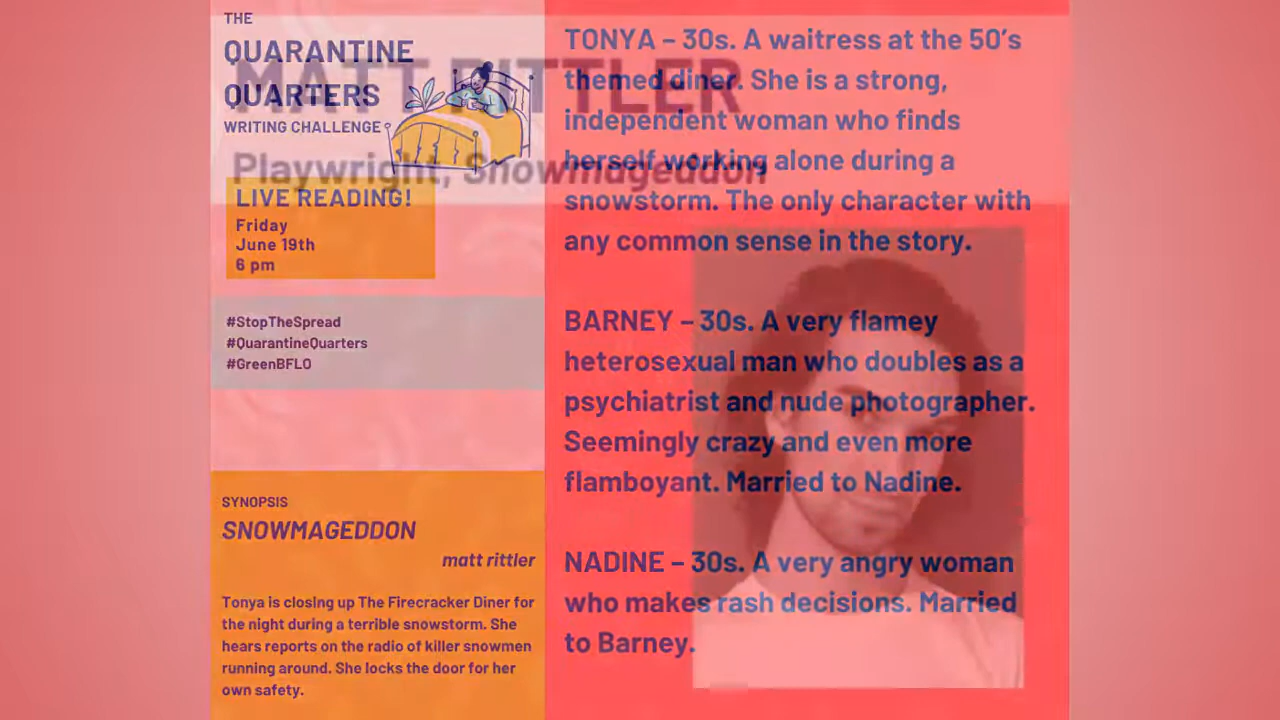 THE
QUARANTINE
QUARTERS
WRITING CHALLENGE
LIVE READING!
Friday
June 19th
6 pm
#StopTheSpread
#QuarantineQuarters
#GreenBFLO
SYNOPSIS
SNOWMAGEDDON
matt rittler
Tonya is closing up The Firecracker Diner for
the night during a terrible snowstorm. She
hears reports on the radio of killer snowmen
running around. She locks the door for her
own safety.
MATT RITTLER
Playwright, Snowmageddon
TONYA – 30s. A waitress at the 50's
themed diner. She is a strong,
independent woman who finds
herself working alone during a
snowstorm. The only character with
any common sense in the story.
BARNEY – 30s. A very flamey
heterosexual man who doubles as a
psychiatrist and nude photographer.
Seemingly crazy and even more
flamboyant. Married to Nadine.
NADINE – 30s. A very angry woman
who makes rash decisions. Married
to Barney.